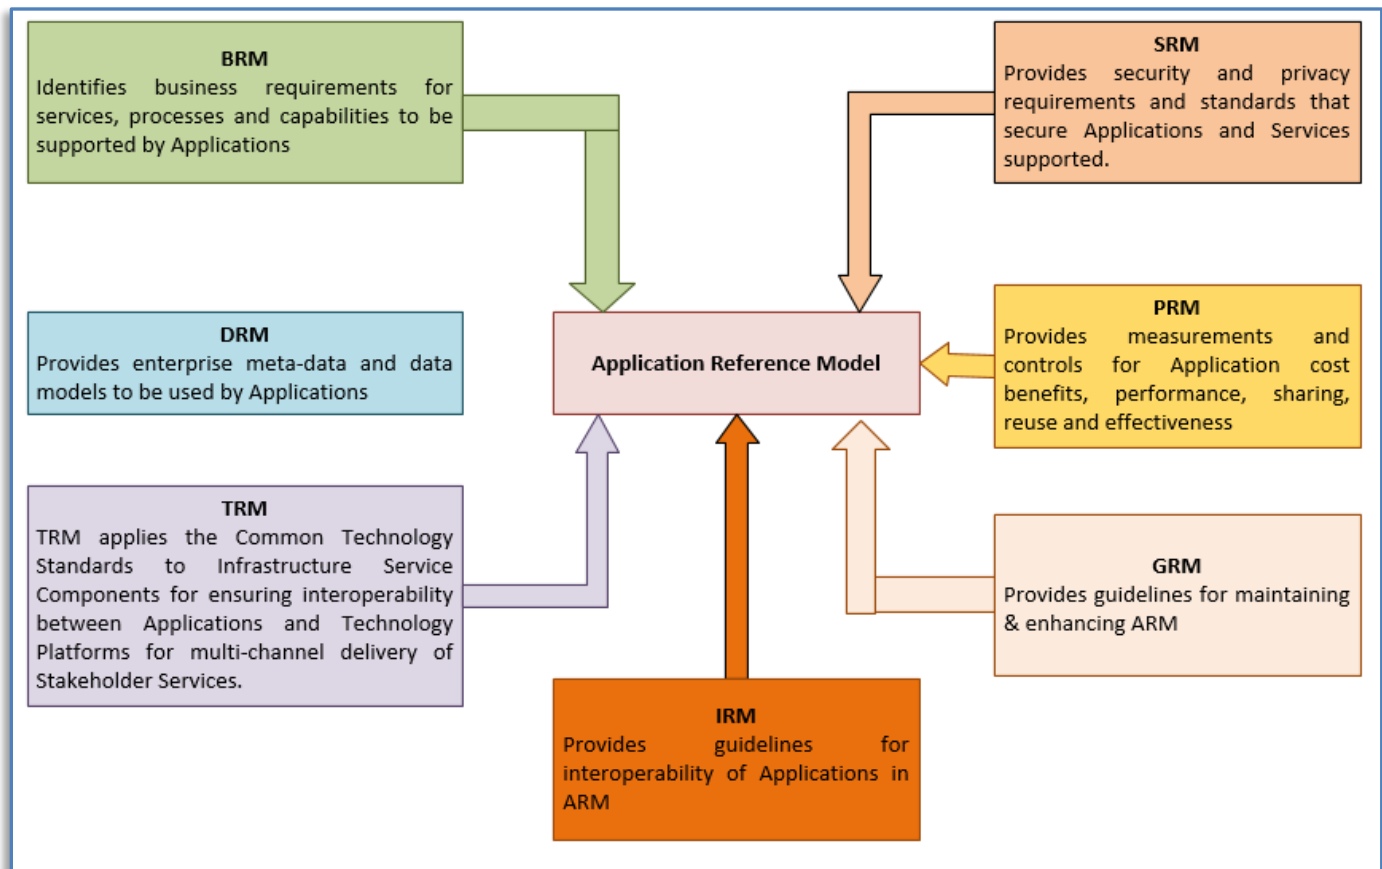 BRM
Identifies business requirements for
services, processes and capabilities to be
supported by Applications
SRM
Provides security and privacy
requirements and standards that
secure Applications and Services
supported.
DRM
Provides enterprise meta-data and data
models to be used by Applications
Application Reference Model
PRM
Provides measurements and
controls for Application cost
benefits, performance, sharing,
reuse and effectiveness
TRM
TRM applies the Common Technology
Standards to Infrastructure Service
Components for ensuring interoperability
between Applications and Technology
Platforms for multi-channel delivery of
Stakeholder Services.
GRM
Provides guidelines for maintaining
& enhancing ARM
IRM
Provides guidelines for
interoperability of Applications in
ARM